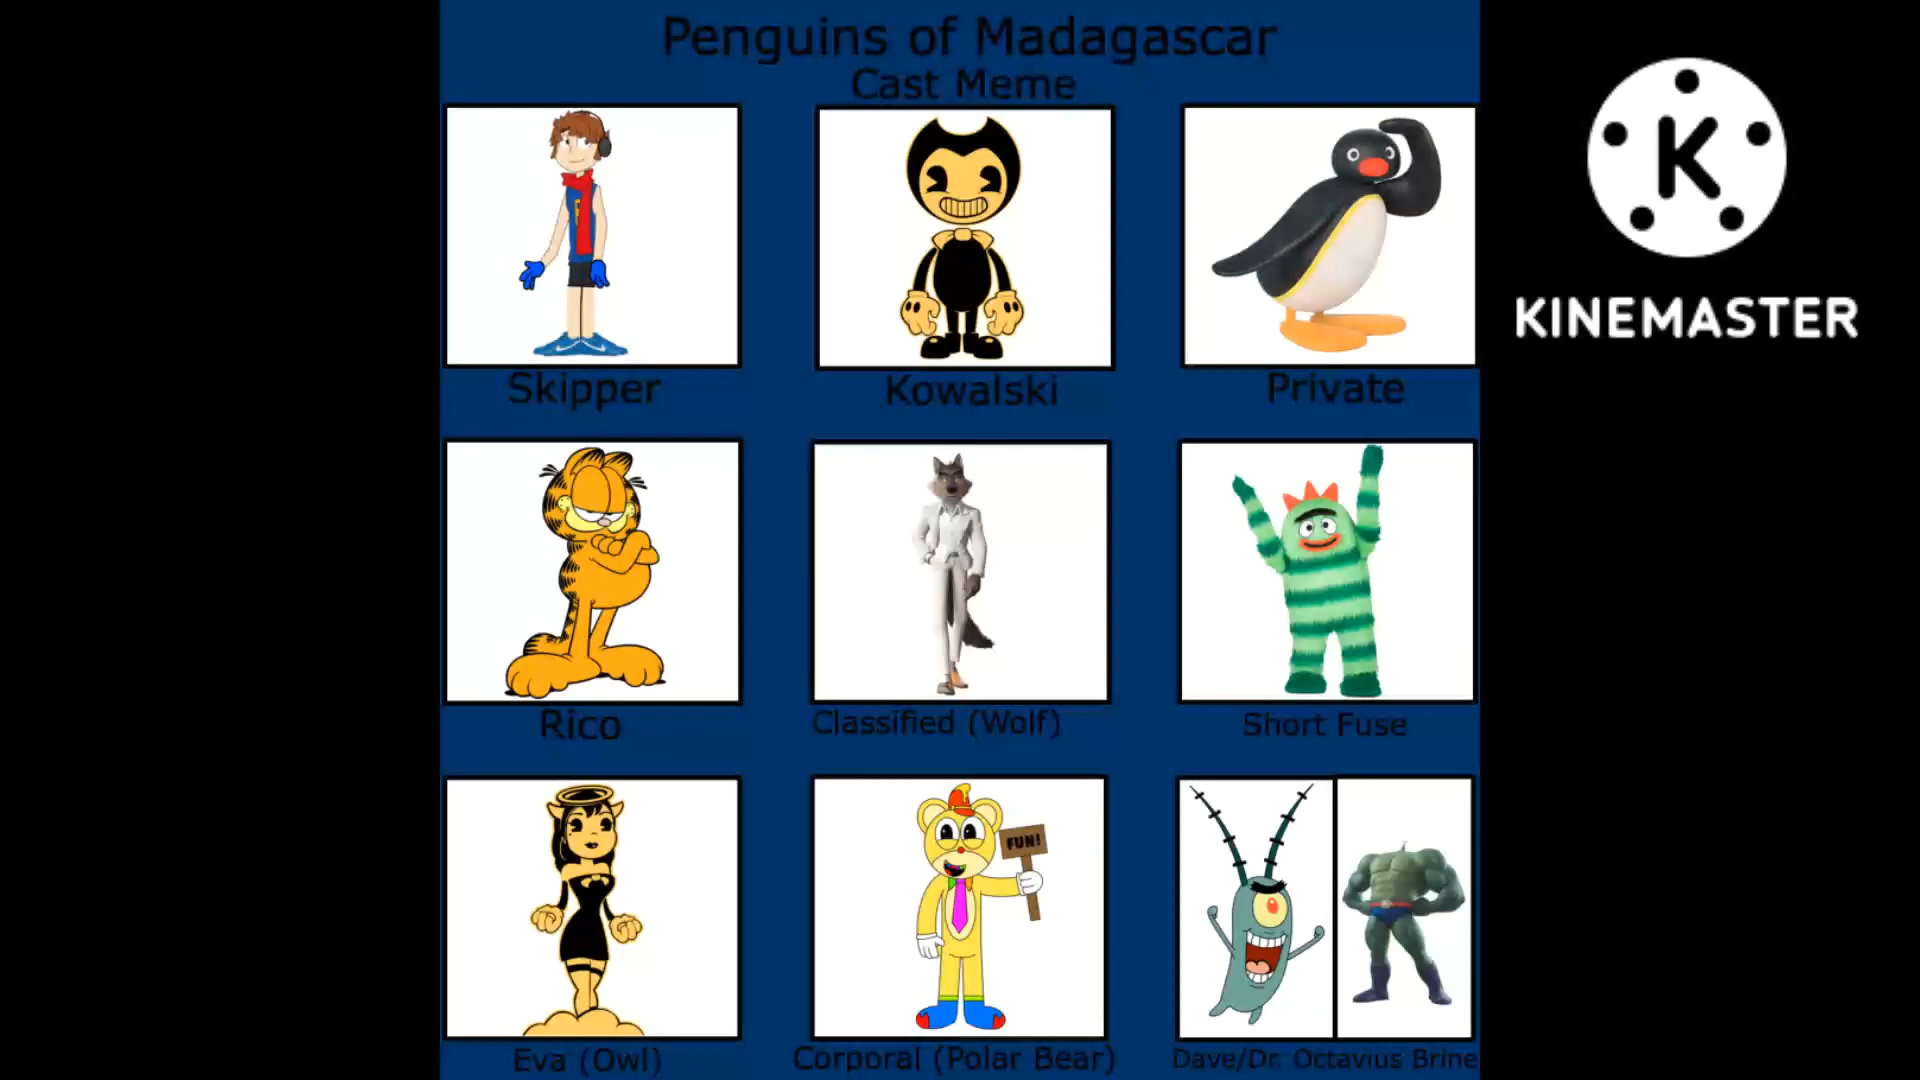 Penguins of Madagascar
Cast Meme
K
KINEMASTER
Skipper
Kowalski
Private
Rico
Classified (Wolf)
Short Fuse
FUN!
Eva (Owl)
Corporal (Polar Bear)
Dave/Dr. Octavius Brine